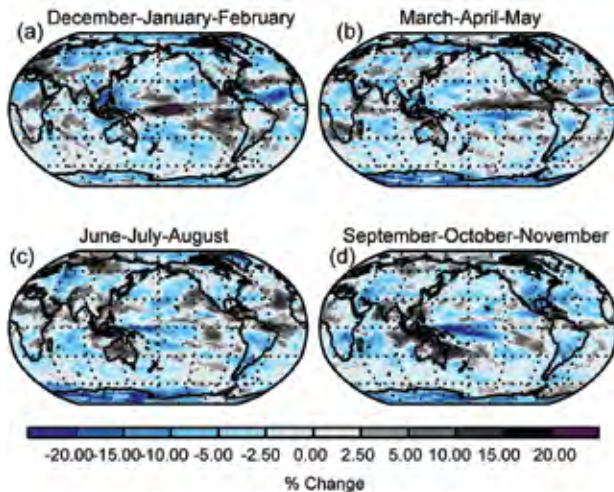 December-January-February
March-April-May
(a)
(b)
June-July-August
September-October-November
(c)
(d)
-20.00 -15.00 -10.00 -5.00 -2.50 0.00 2.50 5.00 10.00 15.00 20.00
% Change